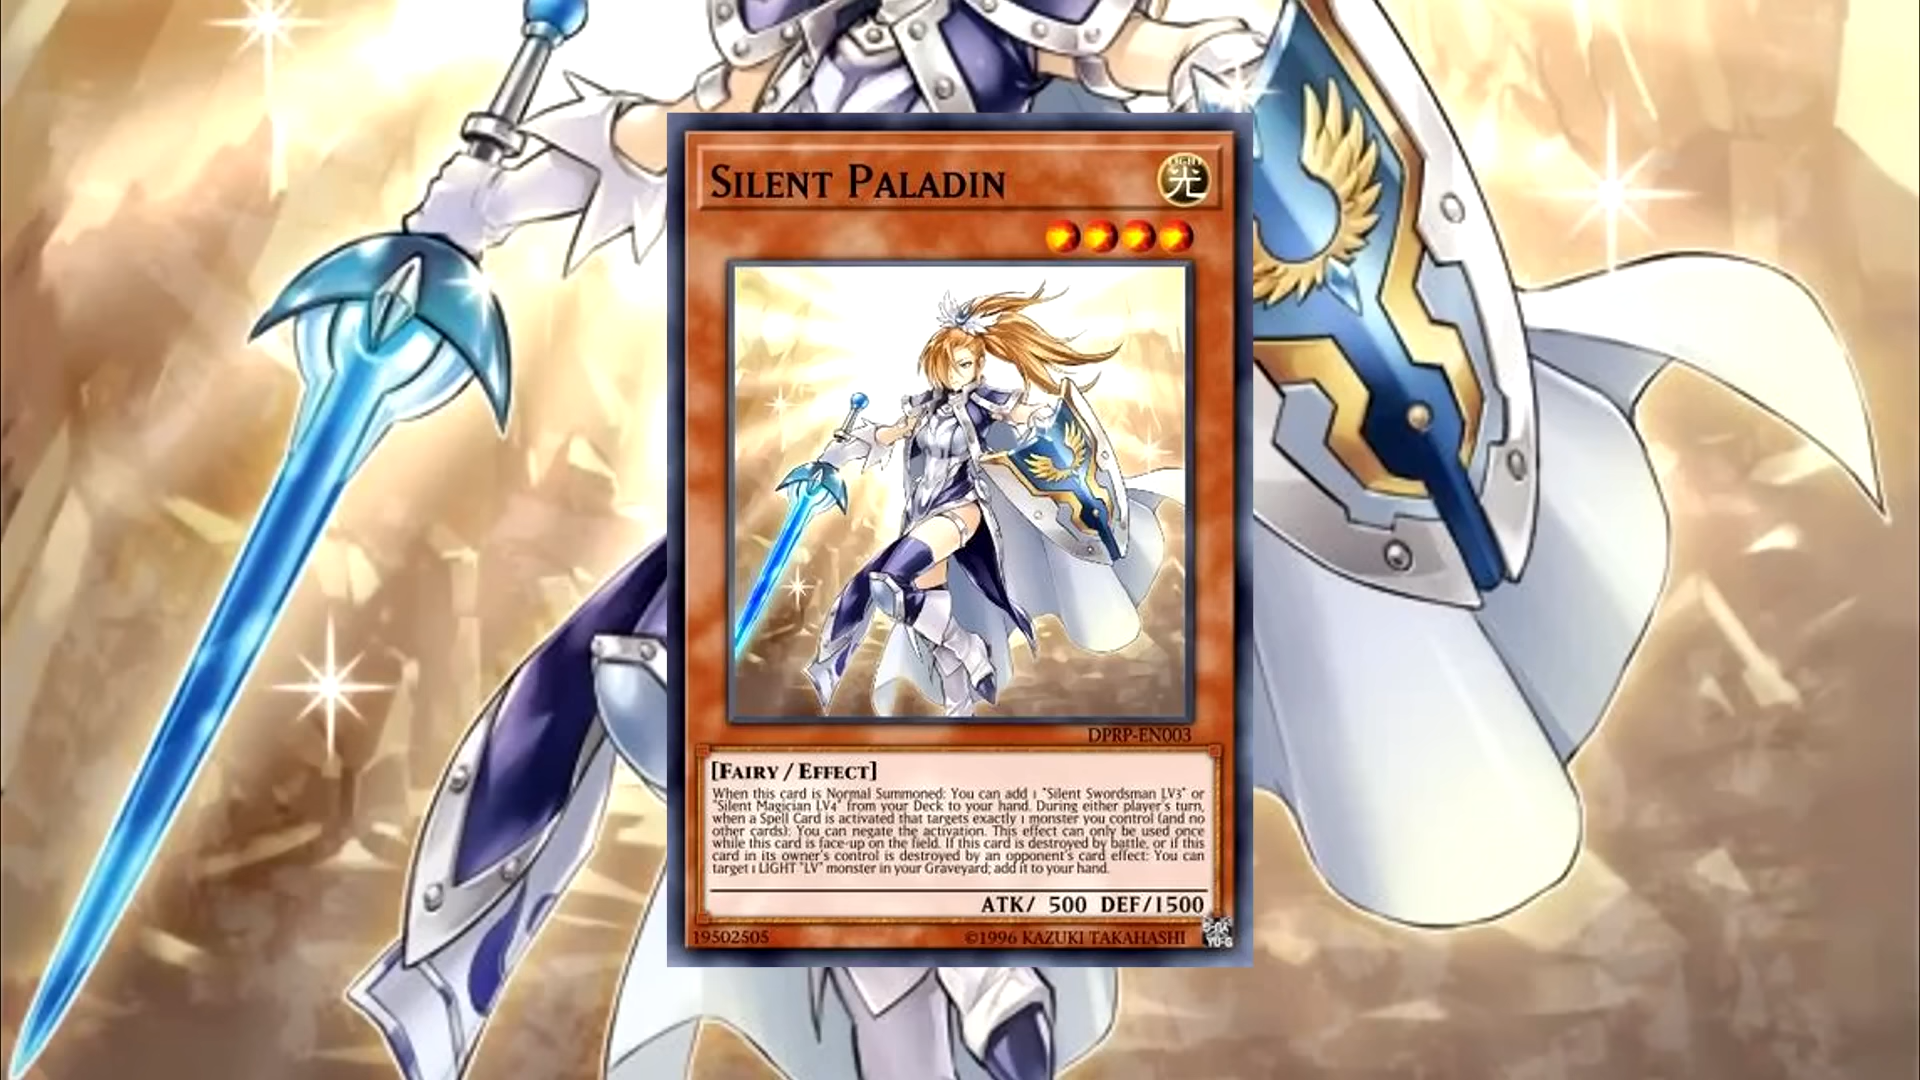 SILENT PALADIN
LIGHT
光
DPRP-EN003
[FAIRY / EFFECT]
When this card is Normal Summoned: You can add 1 "Silent Swordsman LV3" or
"Silent Magician LV4" from your Deck to your hand. During either player's turn,
when a Spell Card is activated that targets exactly 1 monster you control (and no
other cards): You can negate the activation. This effect can only be used once
while this card is face-up on the field. If this card is destroyed by battle, or if this
card in its owner's control is destroyed by an opponent's card effect: You can
target 1 LIGHT "LV" monster in your Graveyard; add it to your hand.
ATK/ 500 DEF/1500
19502505
©1996 KAZUKI TAKAHASHI